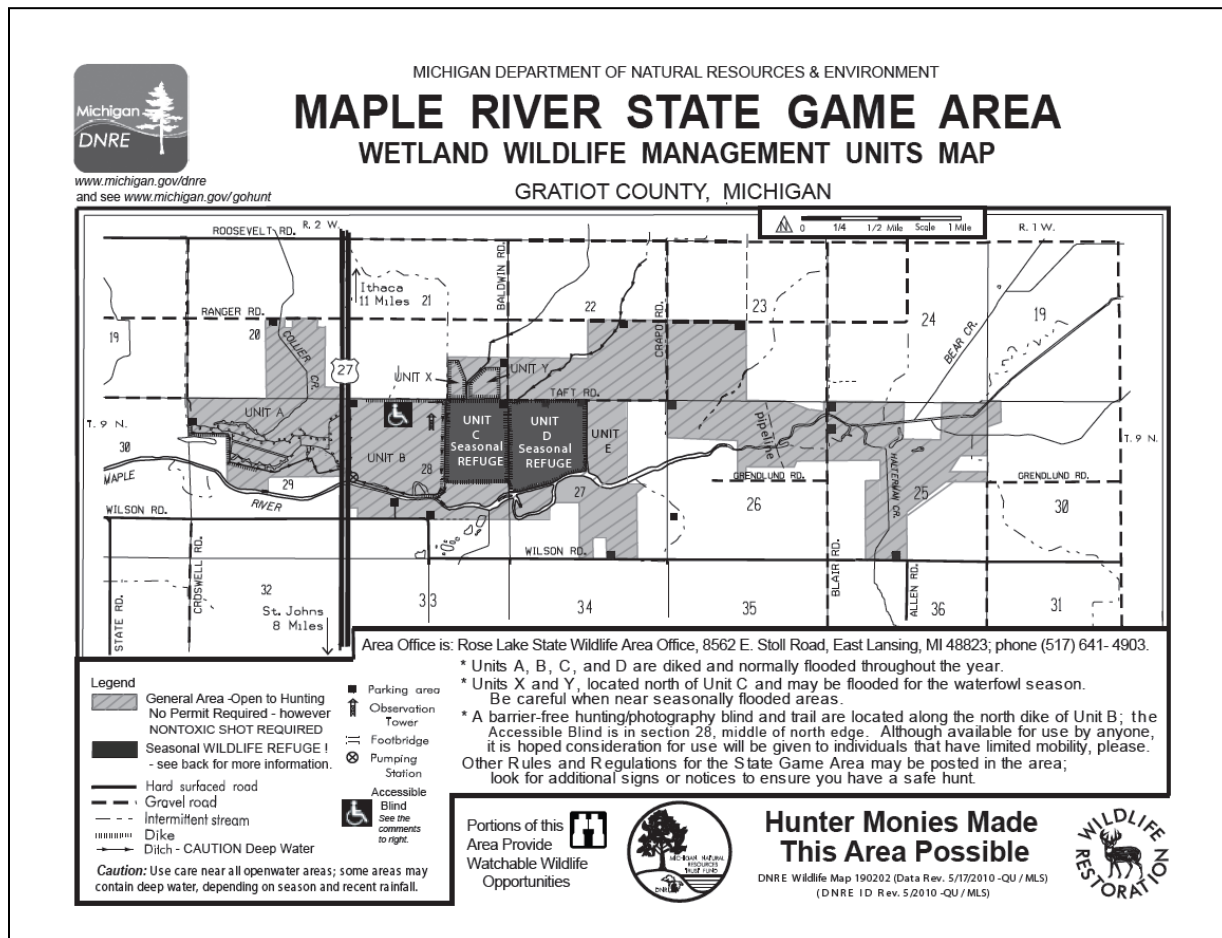 Michigan
DNRE
www.michigan.gov/dnre
and see www.michigan.gov/gohunt
MICHIGAN DEPARTMENT OF NATURAL RESOURCES & ENVIRONMENT
MAPLE RIVER STATE GAME AREA
WETLAND WILDLIFE MANAGEMENT UNITS MAP
GRATIOT COUNTY, MICHIGAN
0 1/4 1/2 Mile Scale 1 Mile
ROOSEVELT RD.
R. 2 W.
R. 1 W.
Ithaca
11 Miles
21
BALDWIN RD.
22
CRAPO RD.
23
24
19
BEAR CR.
RANGER RD.
19
20
COLLIER CR.
27
UNIT X
UNIT Y
TAFT RD.
UNIT A
T. 9 N.
30
UNIT B
28
UNIT
C
Seasonal
REFUGE
UNIT
D
Seasonal
REFUGE
UNIT
E
pipeline
T. 9 N.
MAPLE
RIVER
29
27
26
GRENDLUND RD.
HALTERMAN CR.
25
GRENDLUND RD.
30
WILSON RD.
WILSON RD.
STATE RD.
CROSWELL RD.
32
St. Johns
8 Miles
33
34
35
BLAIR RD.
ALLEN RD.
36
31
Area Office is: Rose Lake State Wildlife Area Office, 8562 E. Stoll Road, East Lansing, MI 48823; phone (517) 641- 4903.
* Units A, B, C, and D are diked and normally flooded throughout the year.
* Units X and Y, located north of Unit C and may be flooded for the waterfowl season.
Be careful when near seasonally flooded areas.
* A barrier-free hunting/photography blind and trail are located along the north dike of Unit B; the
Accessible Blind is in section 28, middle of north edge. Although available for use by anyone,
it is hoped consideration for use will be given to individuals that have limited mobility, please.
Other Rules and Regulations for the State Game Area may be posted in the area;
look for additional signs or notices to ensure you have a safe hunt.
Legend
General Area -Open to Hunting
No Permit Required - however
NONTOXIC SHOT REQUIRED
Seasonal WILDLIFE REFUGE !
- see back for more information.
Hard surfaced road
Gravel road
Intermittent stream
Dike
Ditch - CAUTION Deep Water
Parking area
Observation
Tower
Footbridge
Pumping
Station
Accessible
Blind
See the
comments
to right.
Caution: Use care near all openwater areas; some areas may
contain deep water, depending on season and recent rainfall.
Portions of this
Area Provide
Watchable Wildlife
Opportunities
MICHIGAN NATURAL
RESOURCES
TRUST FUND
DNR
Hunter Monies Made
This Area Possible
DNRE Wildlife Map 190202 (Data Rev. 5/17/2010 -QU / MLS)
(DNRE ID Rev. 5/2010 -QU / MLS)
WILDLIFE
RESTORATION